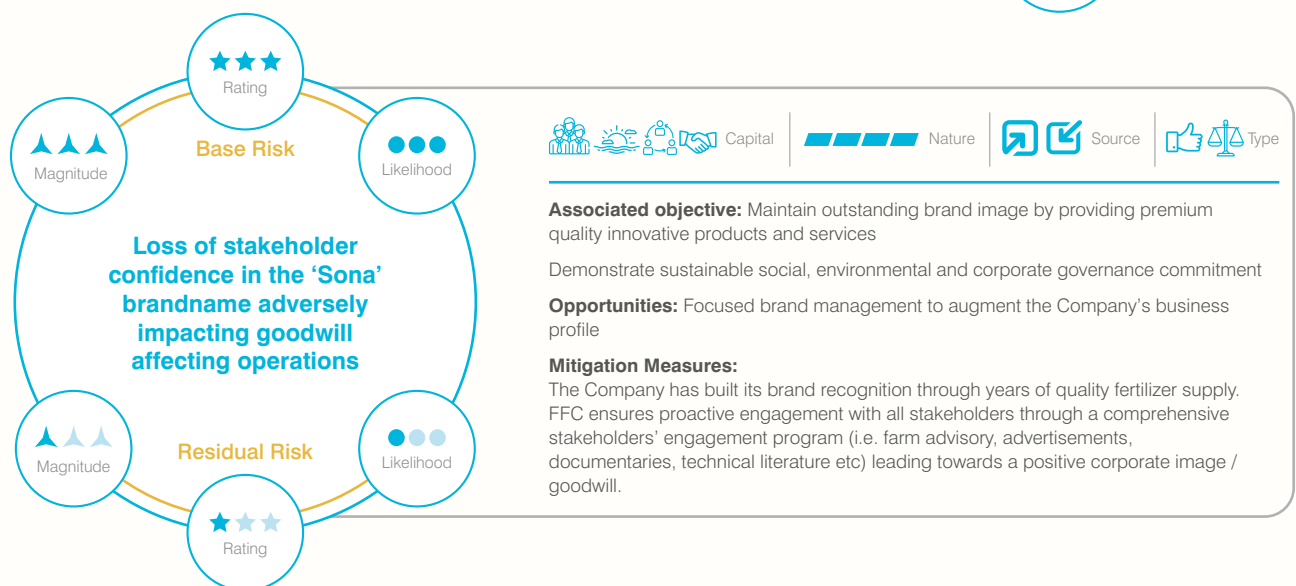 Rating
Base Risk
Magnitude
Likelihood
Loss of stakeholder
confidence in the ‘Sona’
brandname adversely
impacting goodwill
affecting operations
Magnitude
Residual Risk
Likelihood
Rating
Capital
Nature
Source
Type
Associated objective: Maintain outstanding brand image by providing premium
quality innovative products and services
Demonstrate sustainable social, environmental and corporate governance commitment
Opportunities: Focused brand management to augment the Company’s business
profile
Mitigation Measures:
The Company has built its brand recognition through years of quality fertilizer supply.
FFC ensures proactive engagement with all stakeholders through a comprehensive
stakeholders’ engagement program (i.e. farm advisory, advertisements,
documentaries, technical literature etc) leading towards a positive corporate image /
goodwill.